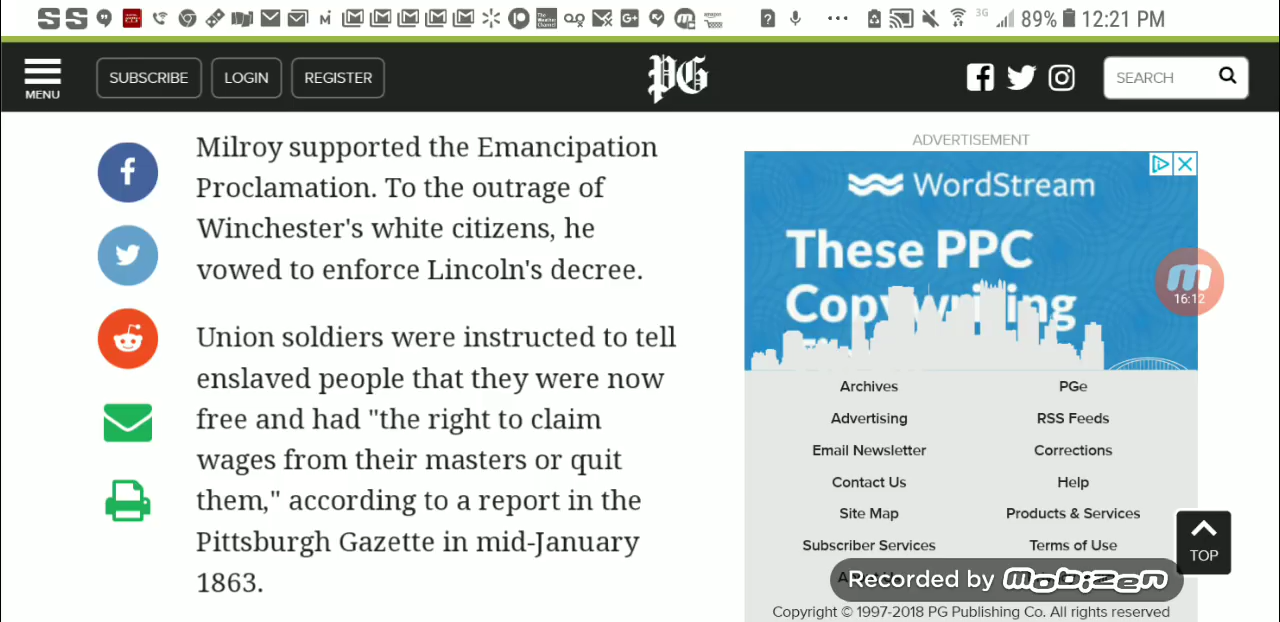 3G 89% 12:21 PM
MENU
SUBSCRIBE
LOGIN
REGISTER
PG
SEARCH
Milroy supported the Emancipation
Proclamation. To the outrage of
Winchester's white citizens, he
vowed to enforce Lincoln's decree.
Union soldiers were instructed to tell
enslaved people that they were now
free and had "the right to claim
wages from their masters or quit
them," according to a report in the
Pittsburgh Gazette in mid-January
1863.
ADVERTISEMENT
WordStream
These PPC
Copywriting
16:12
Archives PGe
Advertising RSS Feeds
Email Newsletter Corrections
Contact Us Help
Site Map Products & Services
Subscriber Services Terms of Use
TOP
Recorded by MOBIZEN
Copyright © 1997-2018 PG Publishing Co. All rights reserved